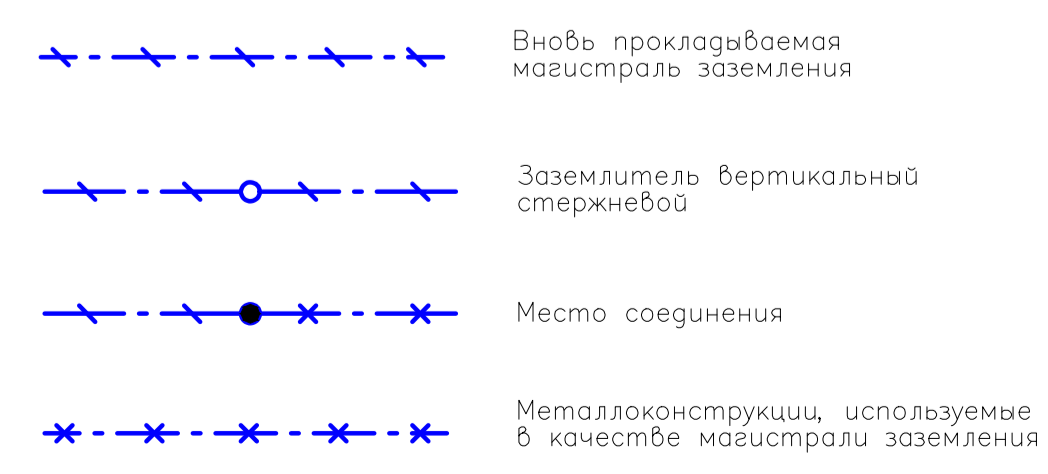 Вновь прокладываемая
магистраль заземления
Заземлитель вертикальный
стержневой
Место соединения
Металлоконструкции, используемые
в качестве магистрали заземления